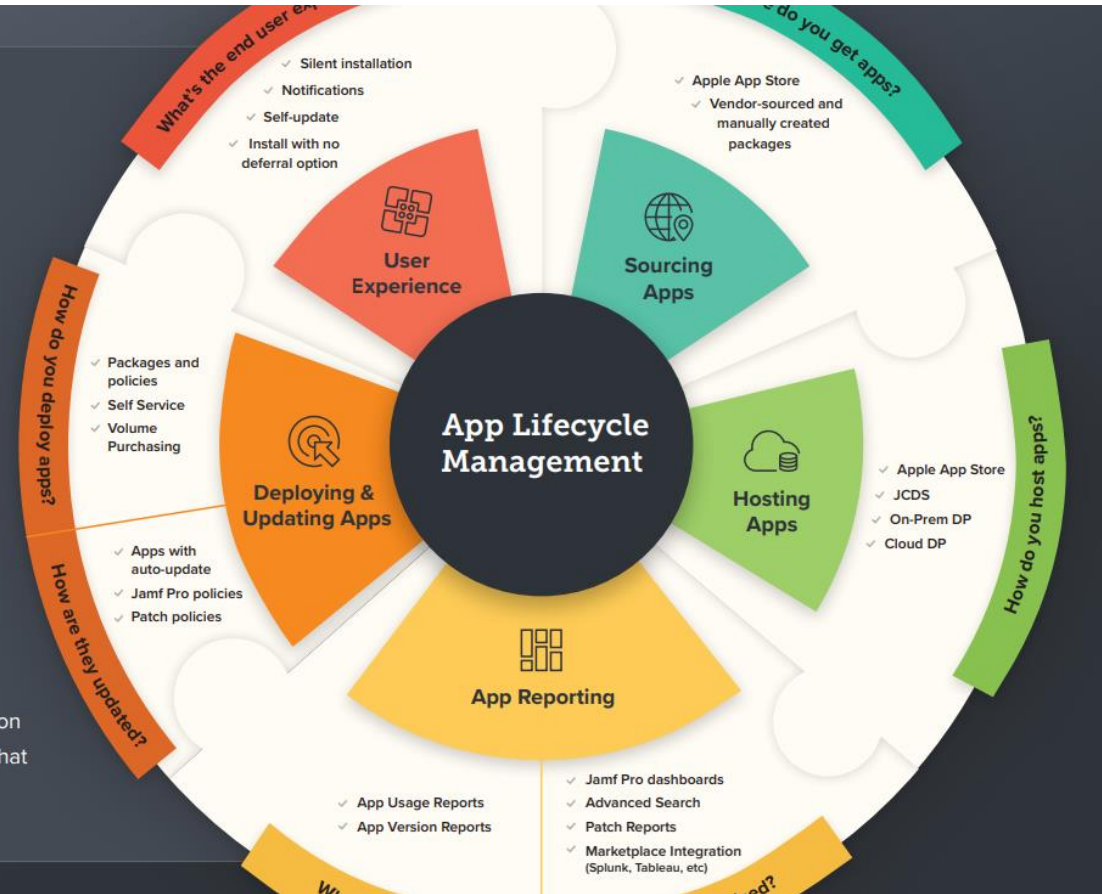 What's the end user
Silent installation
Notifications
Self-update
Install with no
deferral option
User
Experience
do you get apps?
Apple App Store
Vendor-sourced and
manually created
packages
Sourcing
Apps
How do you host apps?
Apple App Store
JCDS
On-Prem DP
Cloud DP
Hosting
Apps
App Lifecycle
Management
How do you deploy apps?
Packages and
policies
Self Service
Volume
Purchasing
Deploying &
Updating Apps
How are they updated?
Apps with
auto-update
Jamf Pro policies
Patch policies
App Reporting
App Usage Reports
App Version Reports
Jamf Pro dashboards
Advanced Search
Patch Reports
Marketplace Integration
(Splunk, Tableau, etc)
on
hat